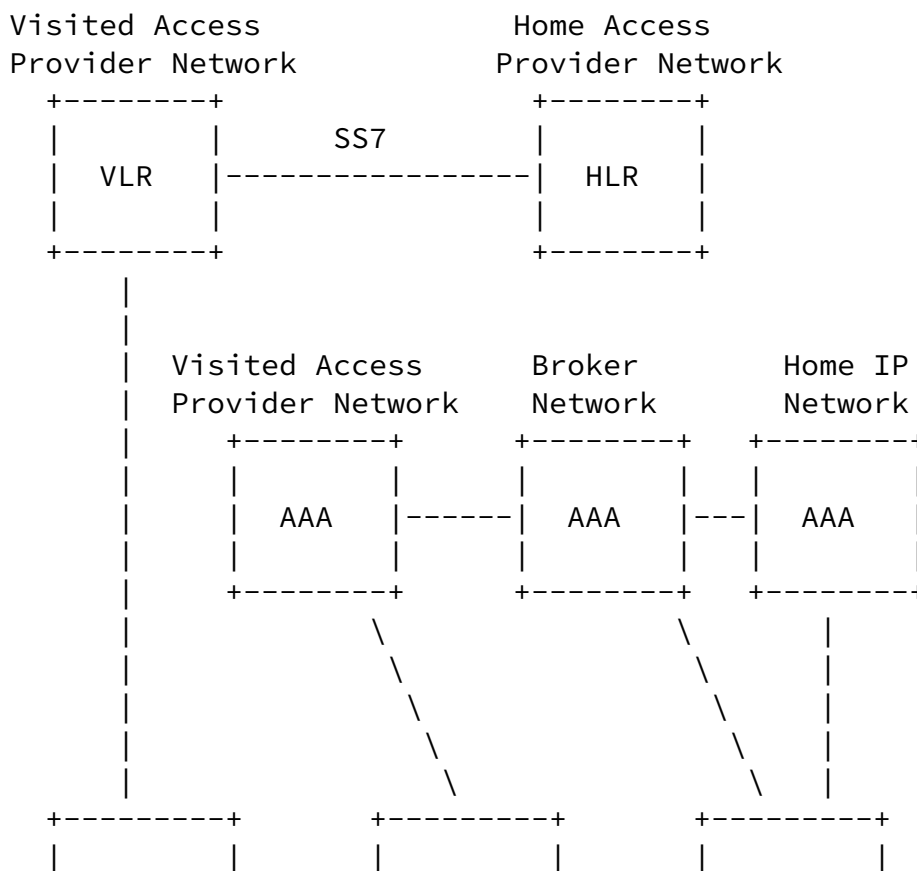 Visited Access Home Access
Provider Network Provider Network
SS7
VLR HLR
Visited Access Broker Home IP
Provider Network Network Network
AAA AAA AAA